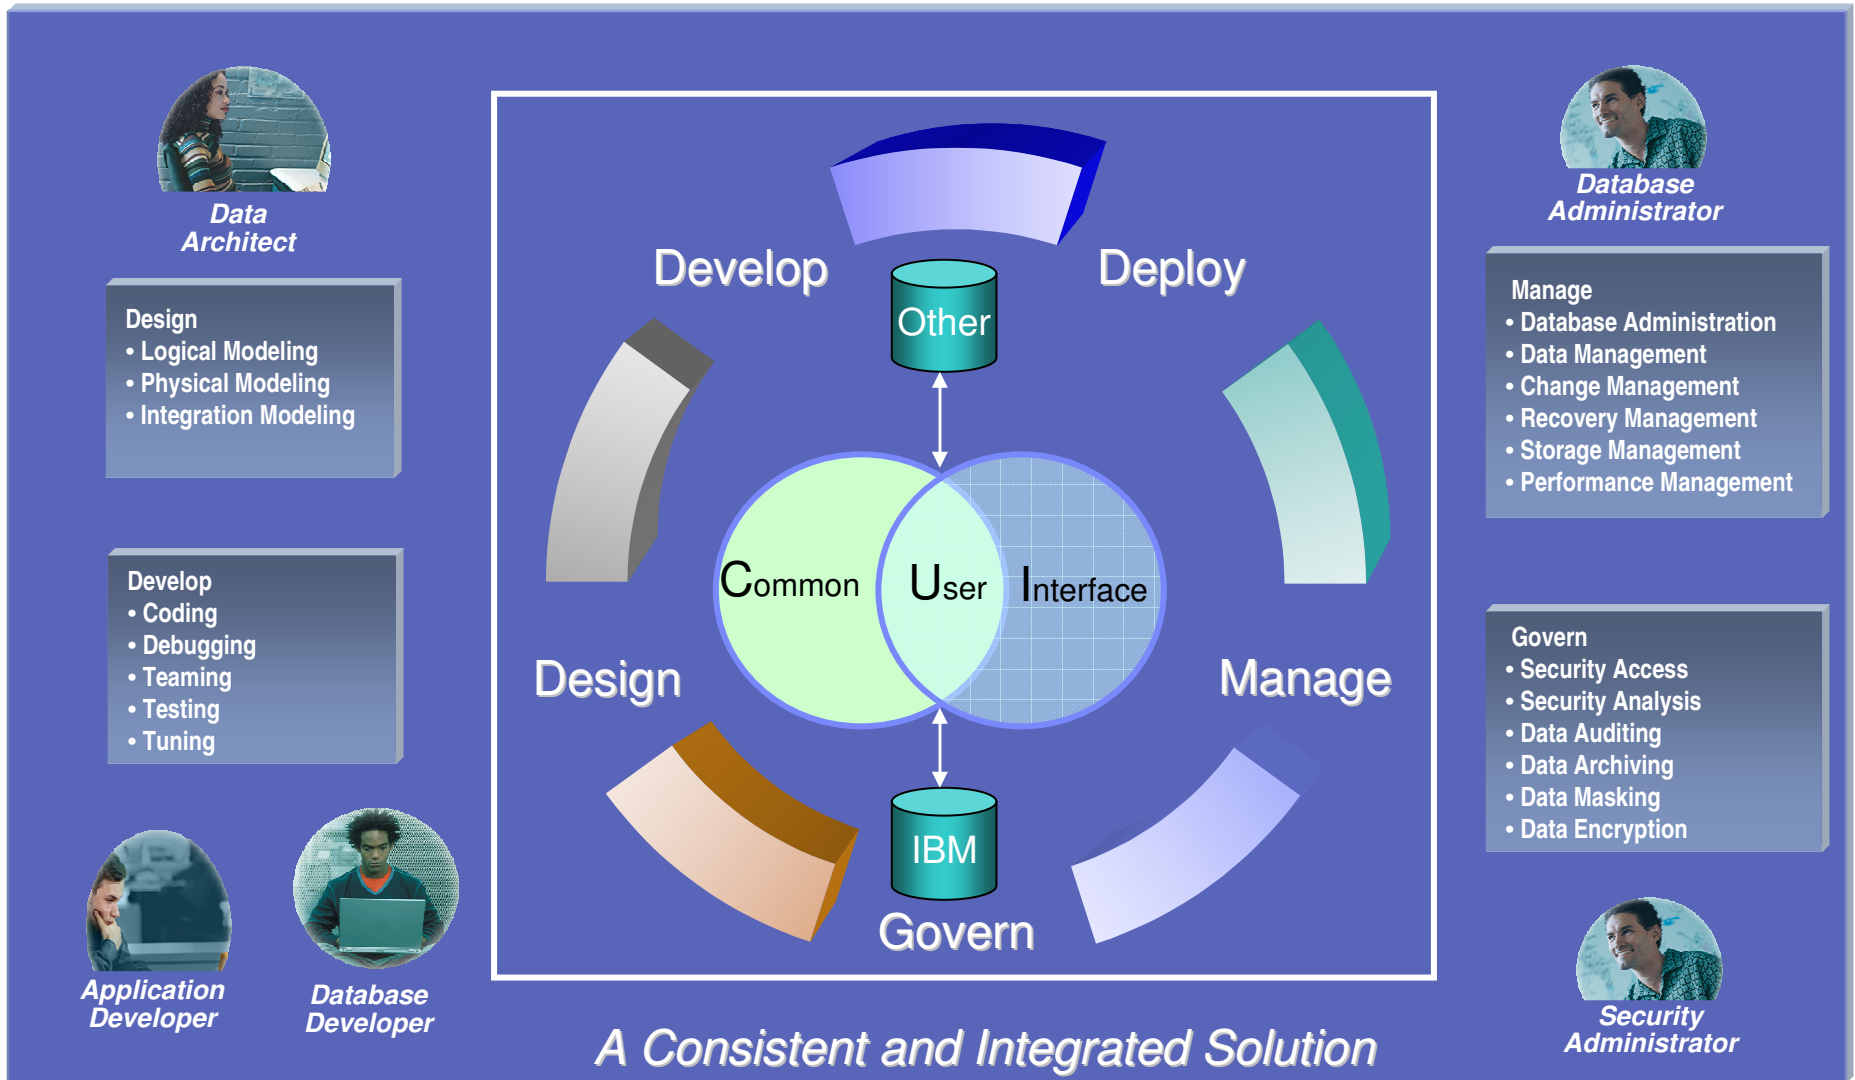 Data
Architect
Design
• Logical Modeling
• Physical Modeling
• Integration Modeling
Develop
• Coding
• Debugging
• Teaming
• Testing
• Tuning
Application
Developer
Database
Developer
Develop
Deploy
Other
Common
User
Interface
Design
Manage
IBM
Govern
A Consistent and Integrated Solution
Database
Administrator
Manage
• Database Administration
• Data Management
• Change Management
• Recovery Management
• Storage Management
• Performance Management
Govern
• Security Access
• Security Analysis
• Data Auditing
• Data Archiving
• Data Masking
• Data Encryption
Security
Administrator